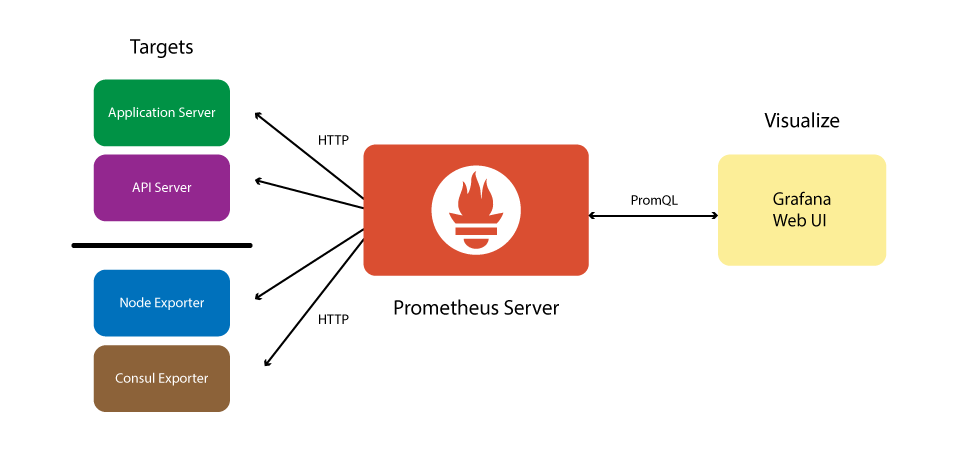 Targets
Application Server
API Server
Node Exporter
Consul Exporter
HTTP
HTTP
Prometheus Server
PromQL
Visualize
Grafana
Web UI